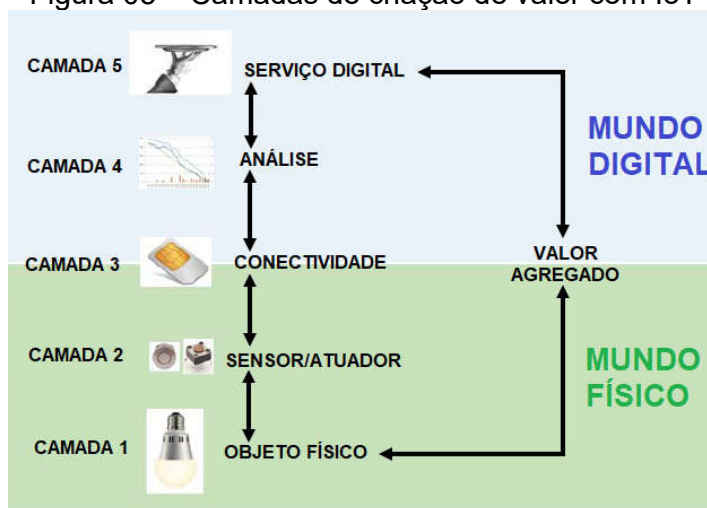 CAMADA 5
SERVIÇO DIGITAL
CAMADA 4
ANÁLISE
MUNDO
DIGITAL
CAMADA 3
CONECTIVIDADE
VALOR
AGREGADO
CAMADA 2
SENSOR/ATUADOR
MUNDO
FÍSICO
CAMADA 1
OBJETO FÍSICO